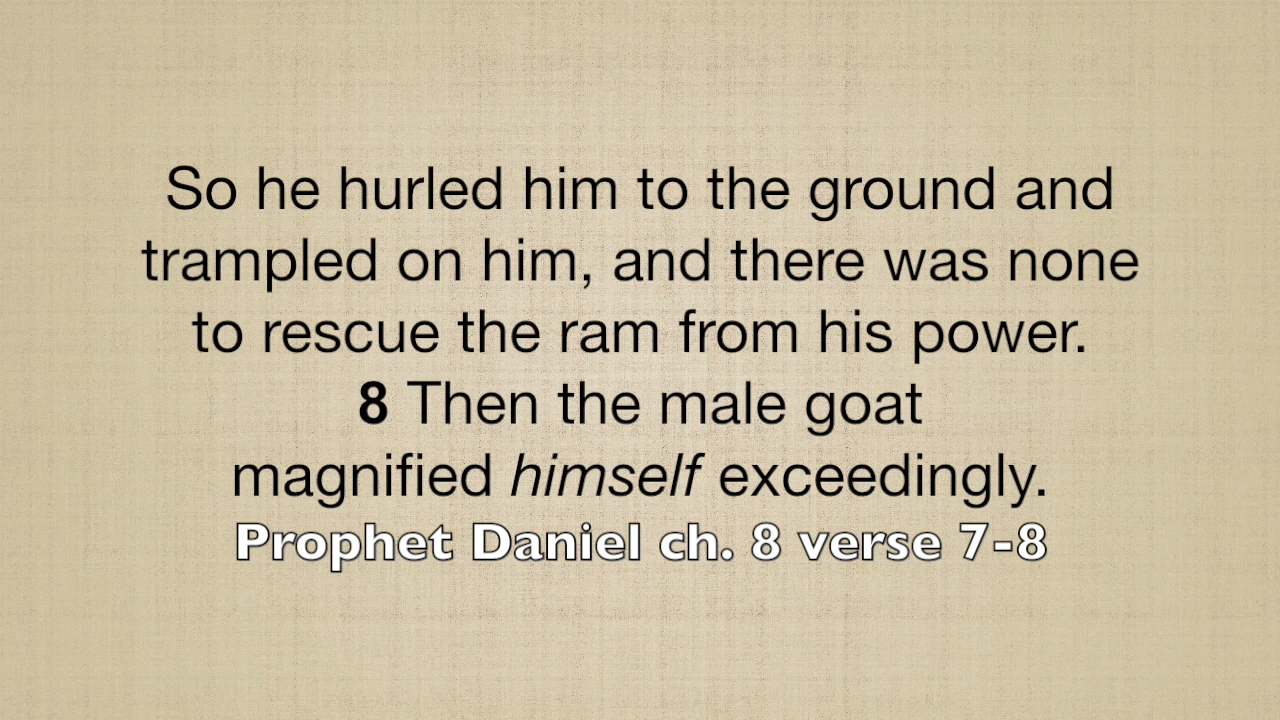 So he hurled him to the ground and
trampled on him, and there was none
to rescue the ram from his power.
8 Then the male goat
magnified himself exceedingly.
Prophet Daniel ch. 8 verse 7-8